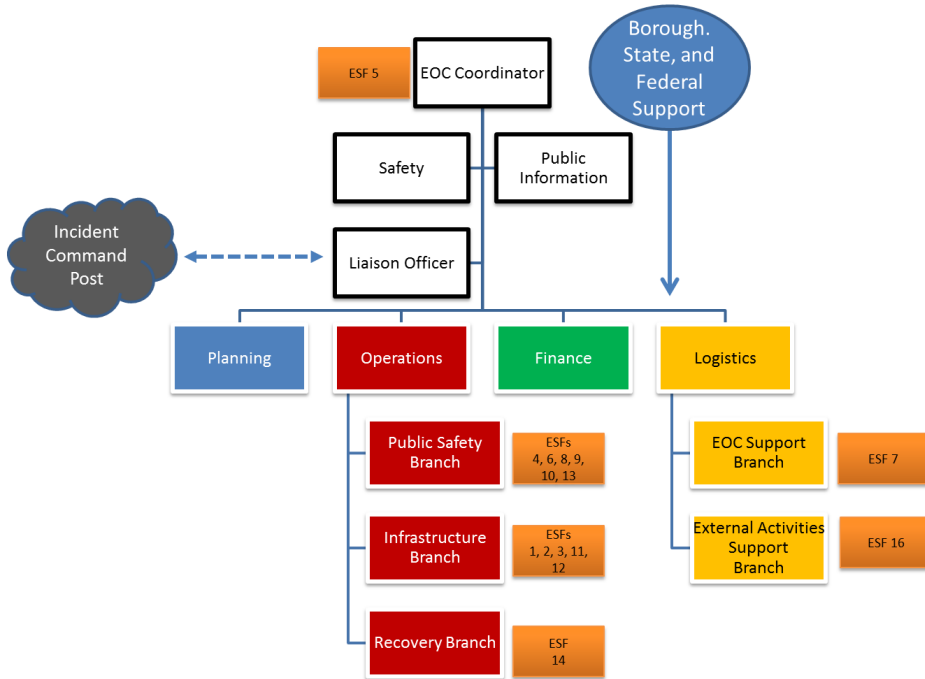 ESF 5
EOC Coordinator
Borough.
State, and
Federal
Support
Safety
Public
Information
Incident
Command
Post
Liaison Officer
Planning
Operations
Finance
Logistics
Public Safety
Branch
ESFs
4, 6, 8, 9,
10, 13
EOC Support
Branch
ESF 7
Infrastructure
Branch
ESFs
1, 2, 3, 11,
12
External Activities
Support
Branch
ESF 16
Recovery Branch
ESF
14